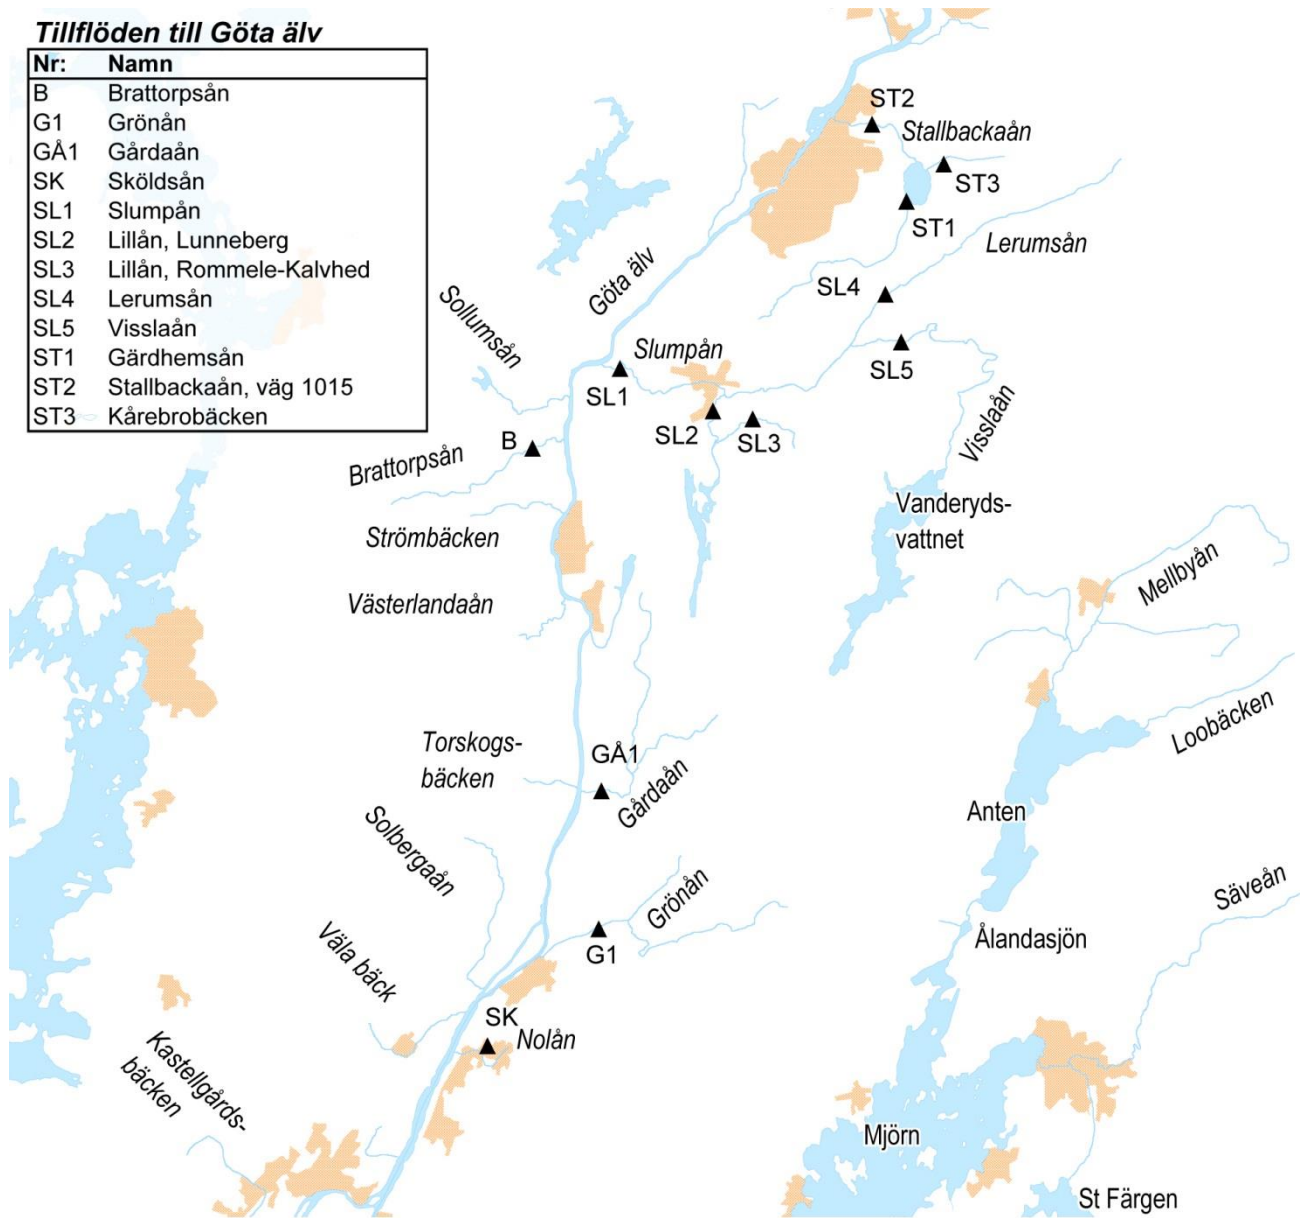 Tillflöden till Göta älv
Nr: Namn
B Brattorpsån
G1 Grönån
GÅ1 Gårdaån
SK Sköldsån
SL1 Slumpån
SL2 Lillån, Lunneberg
SL3 Lillån, Rommele-Kalvhed
SL4 Lerumsån
SL5 Visslaån
ST1 Gärdhemsån
ST2 Stallbackaån, väg 1015
ST3 Kårebrobäcken
ST2
Stallbackaån
ST3
ST1
Lerumsån
Göta älv
SL4
Sollumsån
Slumpån
SL5
SL1
SL2
SL3
B
Brattorpsån
Visslaån
Vanderyds-
vattnet
Strömbäcken
Mellbyån
Västerlandaån
Loobäcken
Torskogs-
bäcken
GÅ1
Gårdaån
Anten
Solbergaån
Grönån
Säveån
G1
Ålandasjön
Väla bäck
SK
Nolån
Kastellgårds-
bäcken
Mjörn
St Färgen